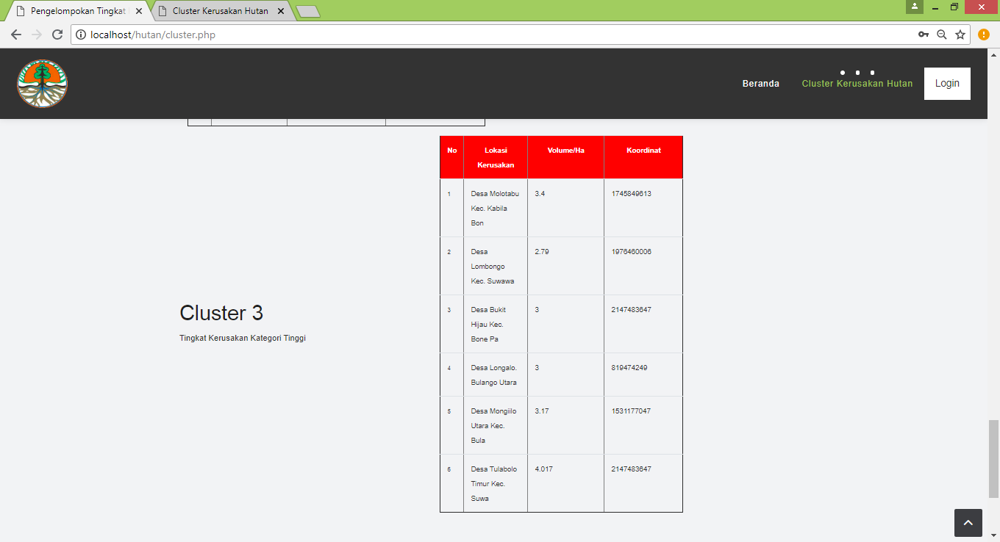 Pengelompokan Tingkat
Cluster Kerusakan Hutan
localhost/hutan/cluster.php
Beranda
Cluster Kerusakan Hutan
Login
No
Lokasi
Kerusakan
Volume/Ha
Koordinat
1
Desa Molotabu
Kec. Kabila
Bon
3.4
1745849613
2
Desa
Lombongo
Kec. Suwawa
2.79
1976460006
3
Desa Bukit
Hijau Kec.
Bone Pa
3
2147483647
4
Desa Longalo.
Bulango Utara
3
819474249
5
Desa Mongiilo
Utara Kec.
Bula
3.17
1531177047
6
Desa Tulabolo
Timur Kec.
Suwa
4.017
2147483647
Cluster 3
Tingkat Kerusakan Kategori Tinggi